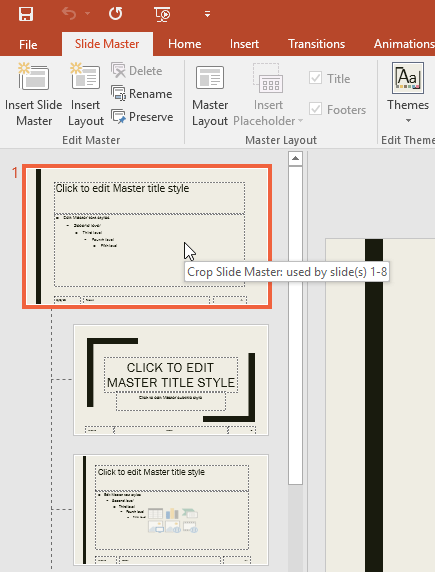 File Slide Master Home Insert Transitions Animations
Insert Slide Master
Insert Layout
Delete
Rename
Preserve
Edit Master
Master Layout
Insert Placeholder
Title
Footers
Master Layout
Aa
Themes
Edit Theme
1
Click to edit Master title style
Edit Master text styles
Second level
Third level
Fourth level
Fifth level
Crop Slide Master: used by slide(s) 1-8
CLICK TO EDIT
MASTER TITLE STYLE
Click to edit Master subtitle style
Click to edit Master title style
Edit Master text styles
Second level
Third level
Fourth level
Fifth level